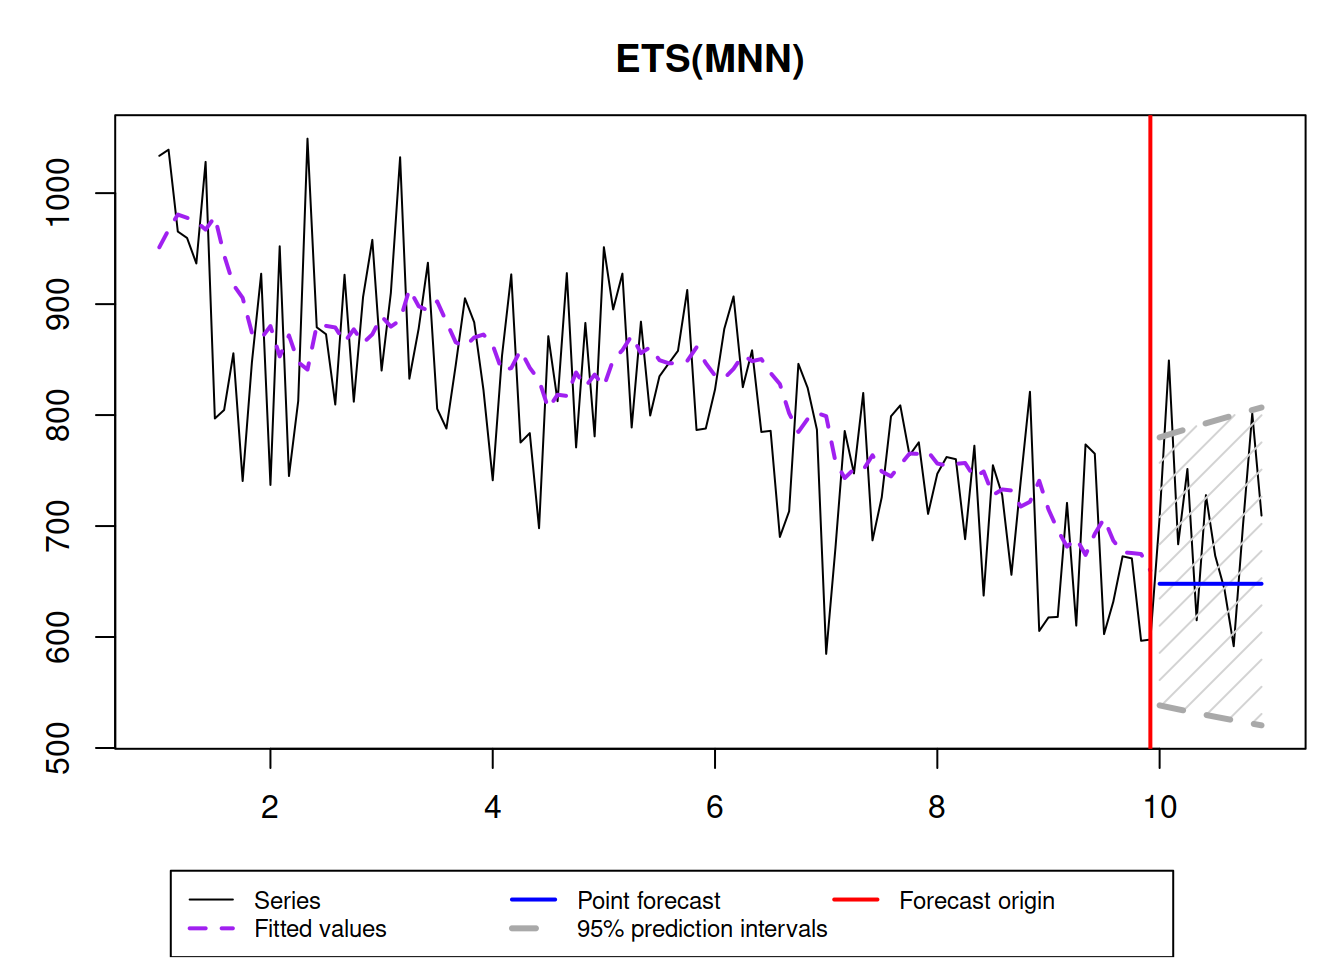 ETS(MNN)
1000
900
800
700
600
500
2 4 6 8 10
Series Point forecast Forecast origin
Fitted values 95% prediction intervals